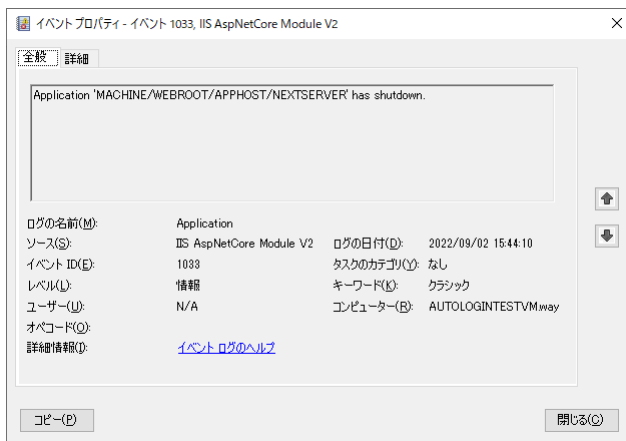 イベント プロパティ - イベント 1033, IIS AspNetCore Module V2
全般
詳細
Application 'MACHINE/WEBROOT/APPHOST/NEXTSERVER' has shutdown.
ログの名前(M): Application
ソース(S): IIS AspNetCore Module V2 ログの日付(D): 2022/09/02 15:44:10
イベント ID(E): 1033 タスクのカテゴリ(Y): なし
レベル(L): 情報 キーワード(K): クラシック
ユーザー(U): N/A コンピューター(R): AUTOLOGINTESTVM.way
オペコード(O):
詳細情報(I): イベント ログのヘルプ
コピー(P) 閉じる(C)